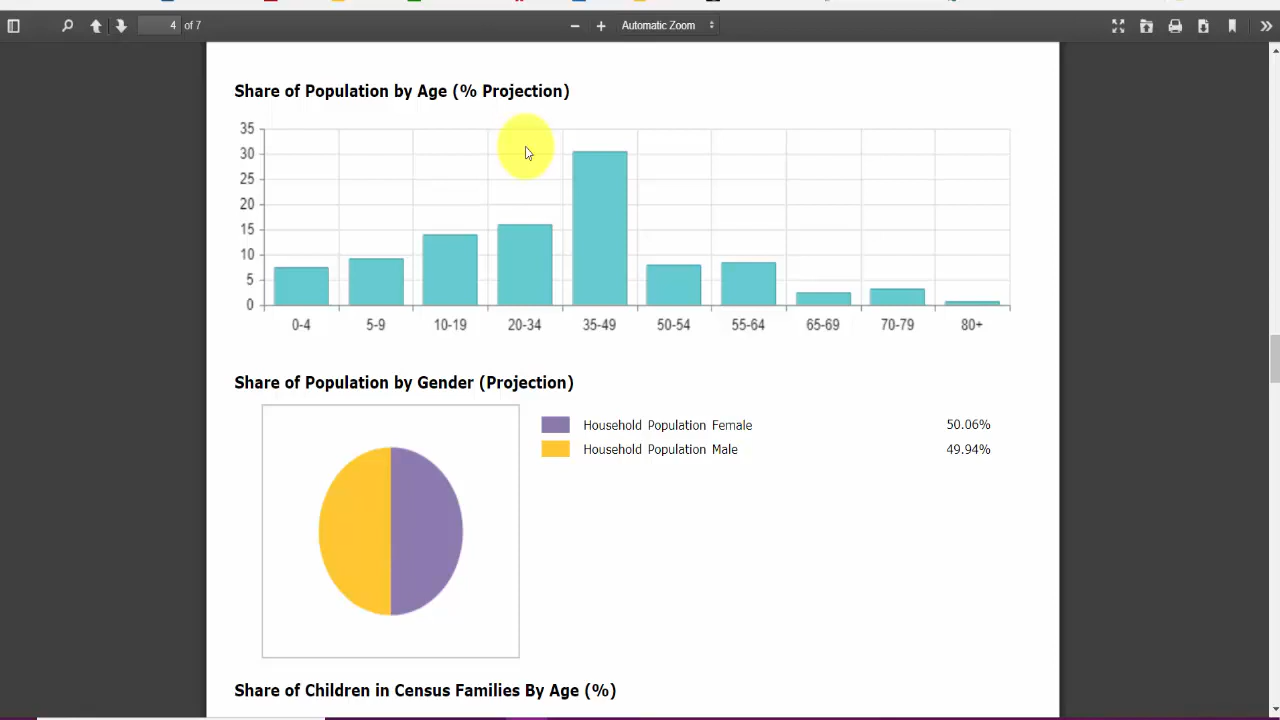 4 of 7 Automatic Zoom
Share of Population by Age (% Projection)
35
30
25
20
15
10
5
0
0-4 5-9 10-19 20-34 35-49 50-54 55-64 65-69 70-79 80+
Share of Population by Gender (Projection)
Household Population Female 50.06%
Household Population Male 49.94%
Share of Children in Census Families By Age (%)